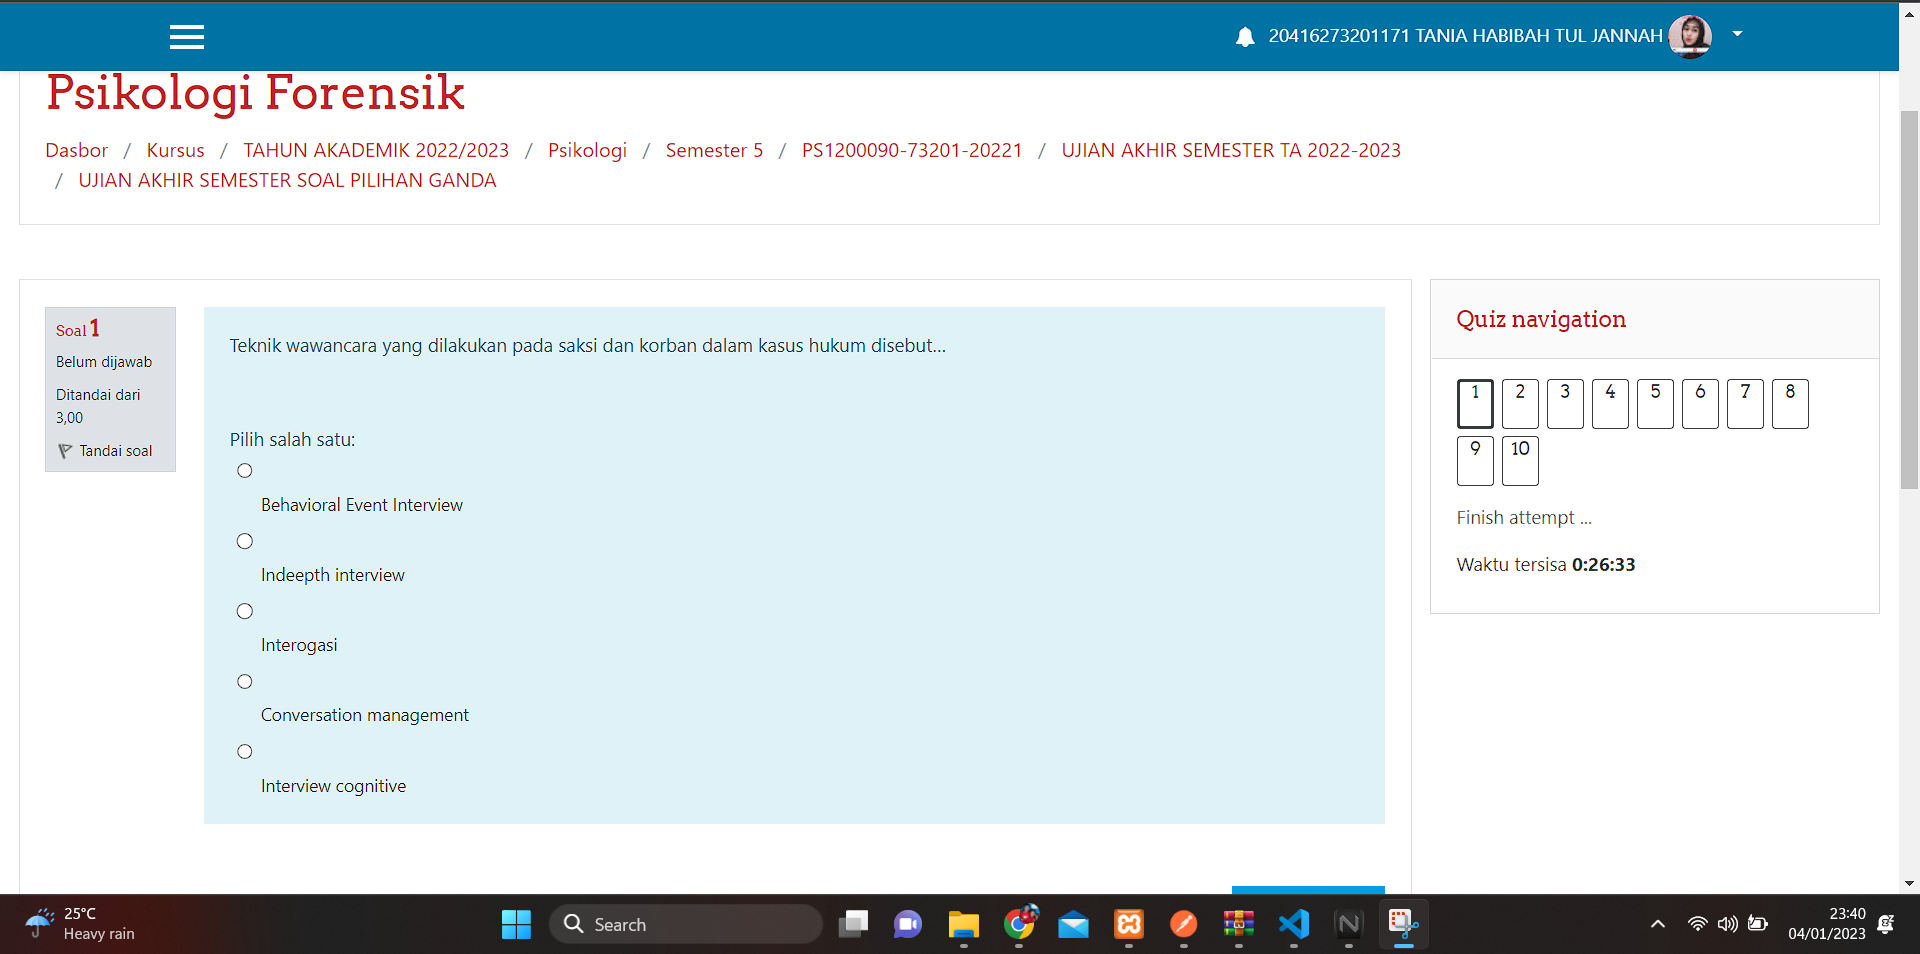 20416273201171 TANIA HABIBAH TUL JANNAH
Psikologi Forensik
Dasbor / Kursus / TAHUN AKADEMIK 2022/2023 / Psikologi / Semester 5 / PS1200090-73201-20221 / UJIAN AKHIR SEMESTER TA 2022-2023
/ UJIAN AKHIR SEMESTER SOAL PILIHAN GANDA
Soal 1
Belum dijawab
Ditandai dari
3,00
Tandai soal
Teknik wawancara yang dilakukan pada saksi dan korban dalam kasus hukum disebut...
Pilih salah satu:
Behavioral Event Interview
Indeepth interview
Interogasi
Conversation management
Interview cognitive
Quiz navigation
1 2 3 4 5 6 7 8
9 10
Finish attempt ...
Waktu tersisa 0:26:33
25°C
Heavy rain
Search
23:40
04/01/2023